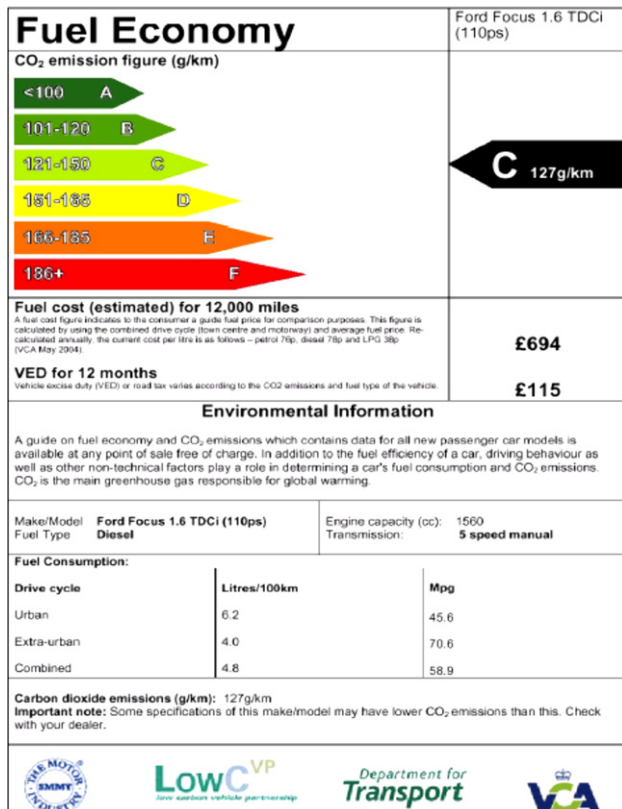 Fuel Economy
Ford Focus 1.6 TDCi
(110ps)
CO₂ emission figure (g/km)
<100 A
101-120 B
121-150 C
C 127g/km
151-165 D
166-185 E
186+ F
Fuel cost (estimated) for 12,000 miles
A fuel cost figure indicates to the consumer a guide fuel price for comparison purposes. This figure is
calculated by using the combined drive cycle (town centre and motorway) and average fuel price. Re-
calculated annually, the current cost per litre is as follows – petrol 76p, diesel 78p and LPG 38p
(VCA May 2004).
£694
VED for 12 months
Vehicle excise duty (VED) or road tax varies according to the CO2 emissions and fuel type of the vehicle.
£115
Environmental Information
A guide on fuel economy and CO₂ emissions which contains data for all new passenger car models is
available at any point of sale free of charge. In addition to the fuel efficiency of a car, driving behaviour as
well as other non-technical factors play a role in determining a car's fuel consumption and CO₂ emissions.
CO₂ is the main greenhouse gas responsible for global warming.
Make/Model Ford Focus 1.6 TDCi (110ps)
Engine capacity (cc): 1560
Fuel Type Diesel
Transmission: 5 speed manual
Fuel Consumption:
Drive cycle Litres/100km Mpg
Urban 6.2 45.6
Extra-urban 4.0 70.6
Combined 4.8 58.9
Carbon dioxide emissions (g/km): 127g/km
Important note: Some specifications of this make/model may have lower CO₂ emissions than this. Check
with your dealer.
THE MOTOR INDUSTRY
SMMT
LowCVP
low carbon vehicle partnership
Department for
Transport
VCA